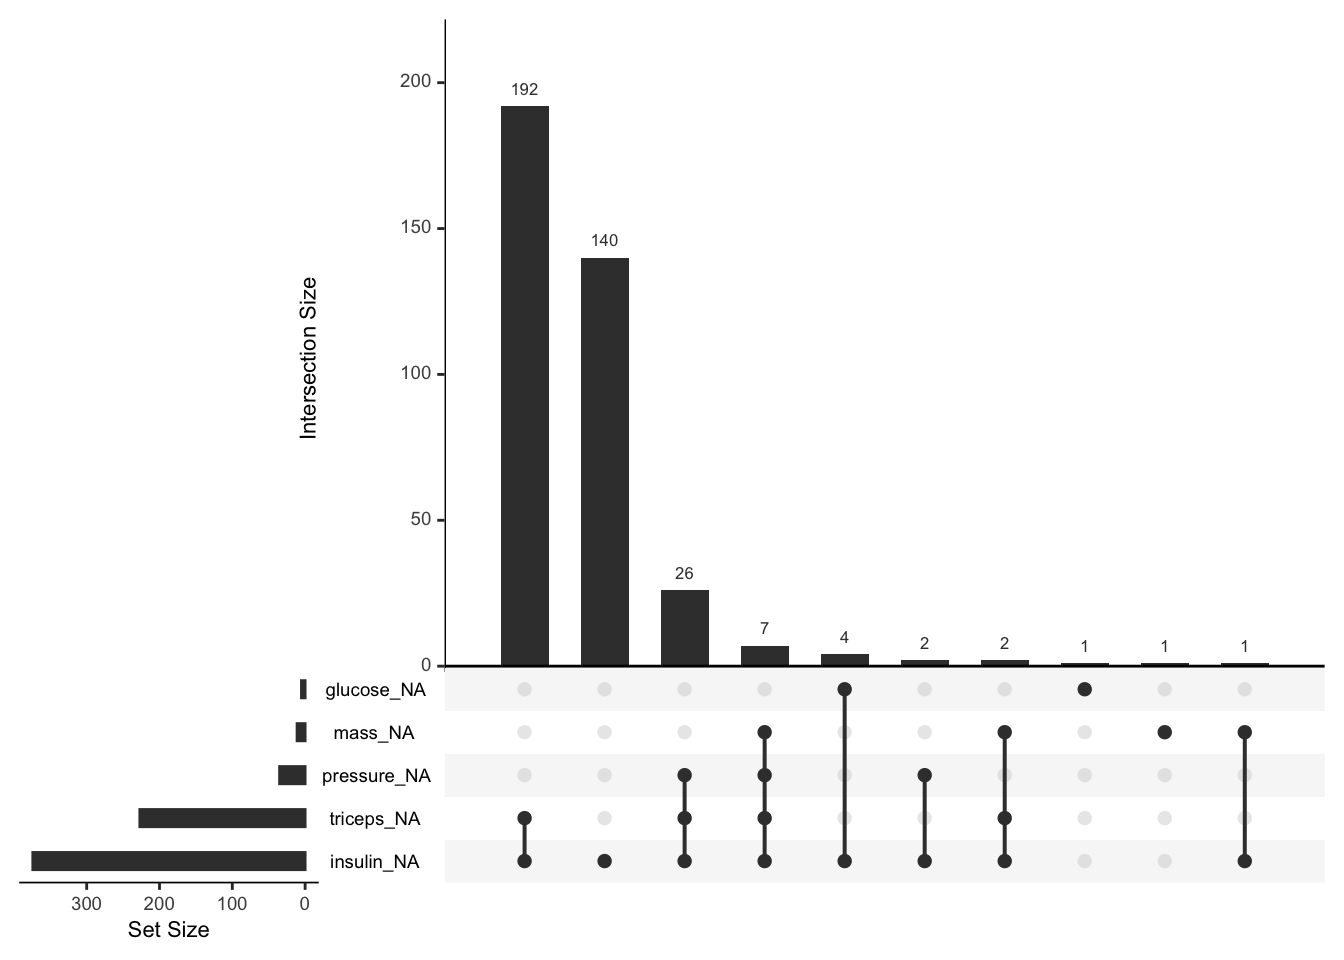 200
150
100
50
0
Intersection Size
192
140
26
7
4
2
2
1
1
1
glucose_NA
mass_NA
pressure_NA
triceps_NA
insulin_NA
300 200 100 0
Set Size